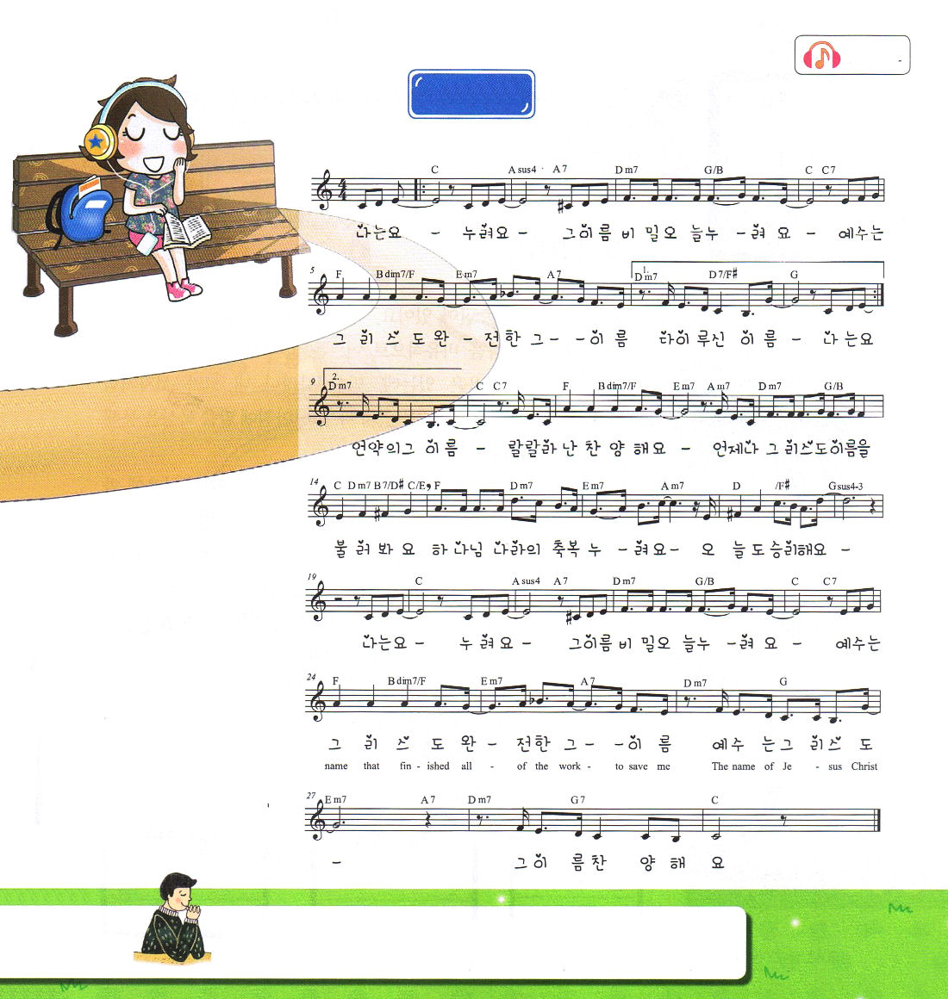 C Asus4 A7 Dm7 G/B C C7
4 4
나는요 - 누려요 - 그이름 비 밀오 늘누 -려 요 - 예수는
5 F Bdim7/F Em7 A7 1. Dm7 D7/F# G
그 리 스 도 완 - 전한 그 - -이 름 다이 루신 이 름 - 나 는요
9 2. Dm7 C C7 F Bdim7/F Em7 Am7 Dm7 G/B
언약의그 이 름 - 랄랄라 난 찬 양 해요 - 언제나 그리스도이름을
14 C Dm7 B7/D# C/E F Dm7 Em7 Am7 D /F# Gsus4-3
불 러 봐 요 하 나님 나라의 축복 누 -려요- 오 늘 도 승리해요 -
19 C Asus4 A7 Dm7 G/B C C7
나는요 - 누 려요 - 그이름 비 밀오 늘누 -려 요 - 예수는
24 F Bdim7/F Em7 A7 Dm7 G
그 리 스 도 완 - 전한 그 - -이 름 예수 는그 리스 도
name that fin - ished all - of the work - to save me The name of Je - sus Christ
27 Em7 A7 Dm7 G7 C
- 그이 름찬 양 해 요